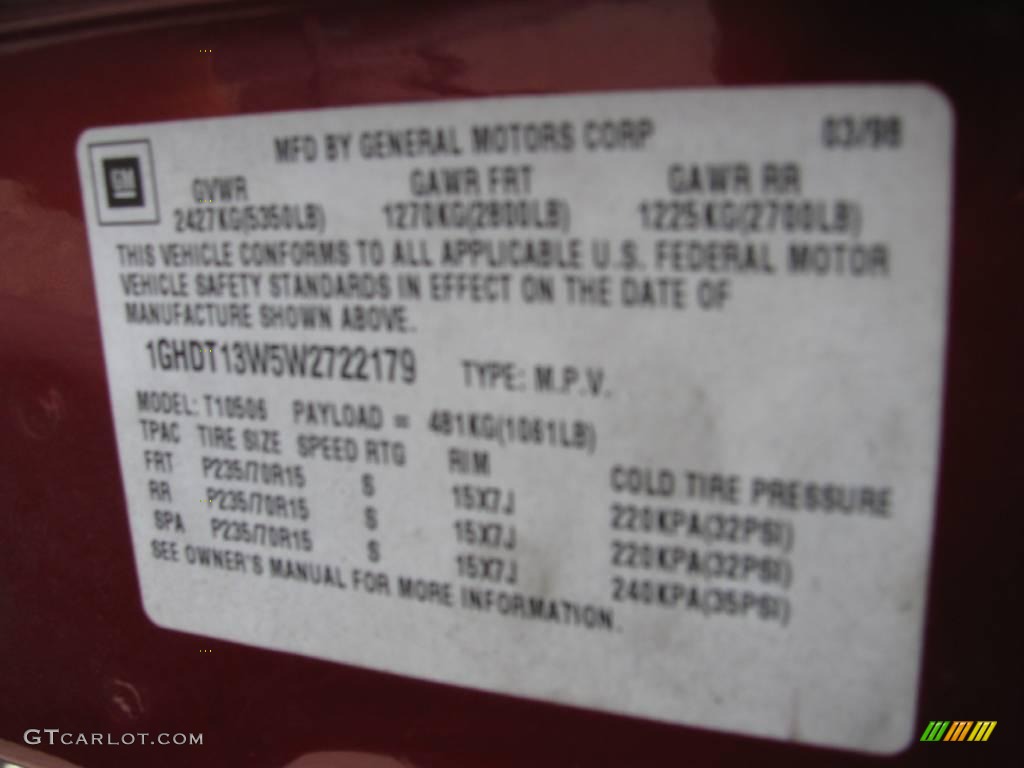 MFD BY GENERAL MOTORS CORP 03/98
GM
GVWR GAWR FRT GAWR RR
2427KG(5350LB) 1270KG(2800LB) 1225KG(2700LB)
THIS VEHICLE CONFORMS TO ALL APPLICABLE U.S. FEDERAL MOTOR
VEHICLE SAFETY STANDARDS IN EFFECT ON THE DATE OF
MANUFACTURE SHOWN ABOVE.
1GHDT13W5W2722179 TYPE: M.P.V.
MODEL: T10506 PAYLOAD = 481KG(1061LB)
TPAC TIRE SIZE SPEED RTG RIM COLD TIRE PRESSURE
FRT P235/70R15 S 15X7J 220KPA(32PSI)
RR P235/70R15 S 15X7J 220KPA(32PSI)
SPA P235/70R15 S 15X7J 240KPA(35PSI)
SEE OWNER'S MANUAL FOR MORE INFORMATION.
GTCARLOT.COM